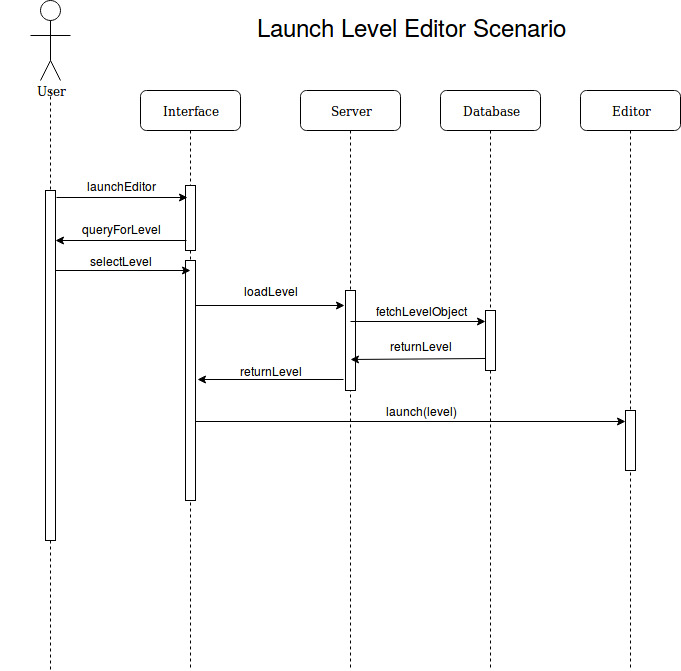 Launch Level Editor Scenario
User
Interface
Server
Database
Editor
launchEditor
queryForLevel
selectLevel
loadLevel
fetchLevelObject
returnLevel
returnLevel
launch(level)